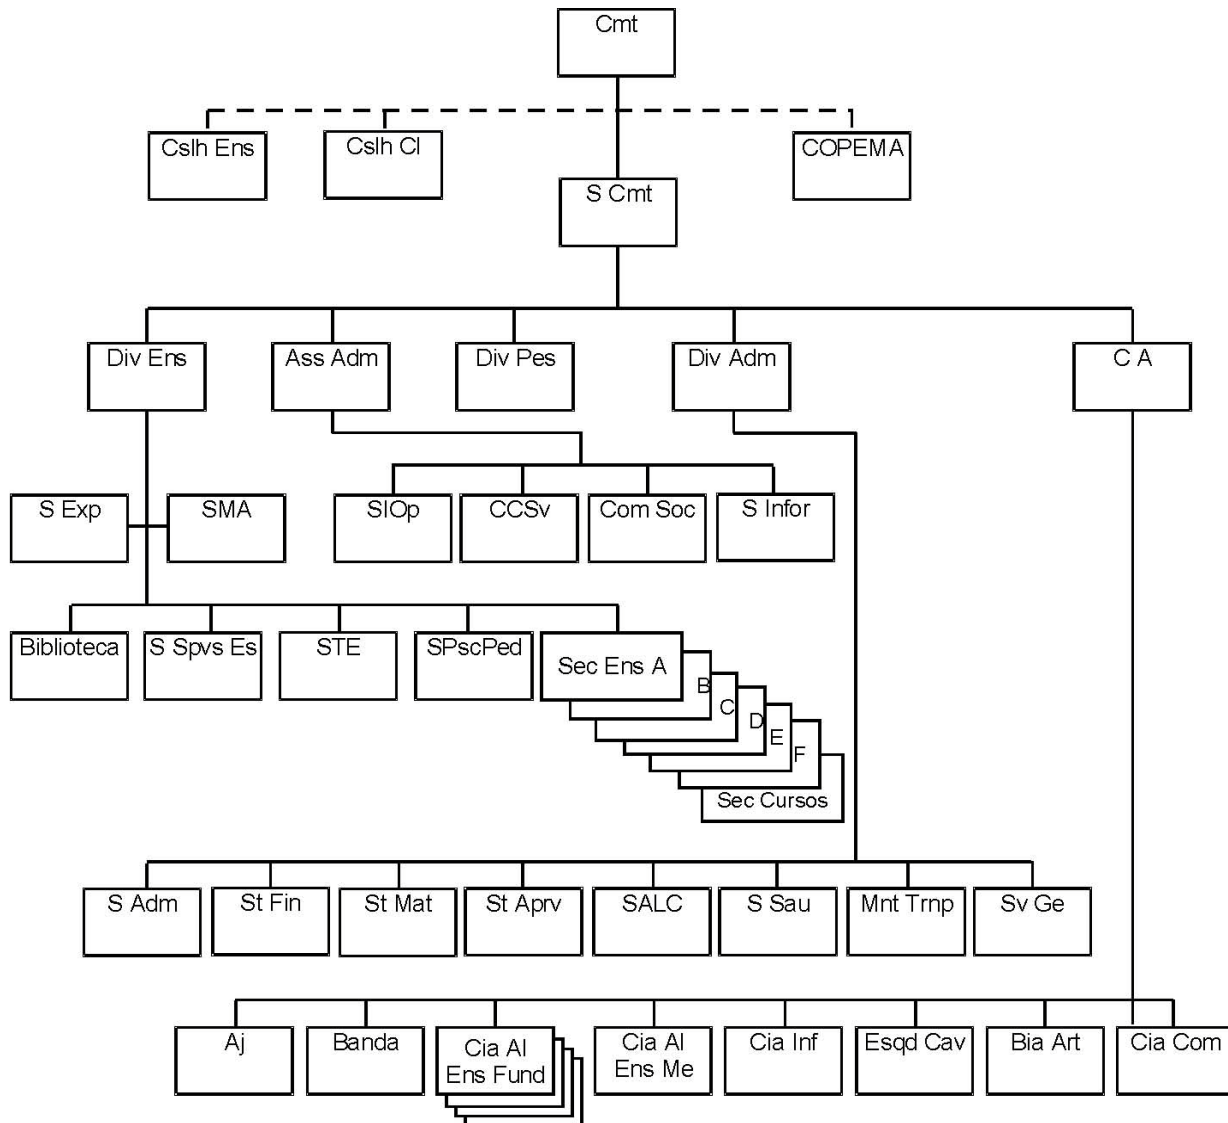 Cmt
Cslh Ens
Cslh Cl
COPEMA
S Cmt
Div Ens
Ass Adm
Div Pes
Div Adm
C A
S Exp
SMA
SIOp
CCSv
Com Soc
S Infor
Biblioteca
S Spvs Es
STE
SPscPed
Sec Ens A
B
C
D
E
F
Sec Cursos
S Adm
St Fin
St Mat
St Aprv
SALC
S Sau
Mnt Trnp
Sv Ge
Aj
Banda
Cia Al
Ens Fund
Cia Al
Ens Me
Cia Inf
Esqd Cav
Bia Art
Cia Com